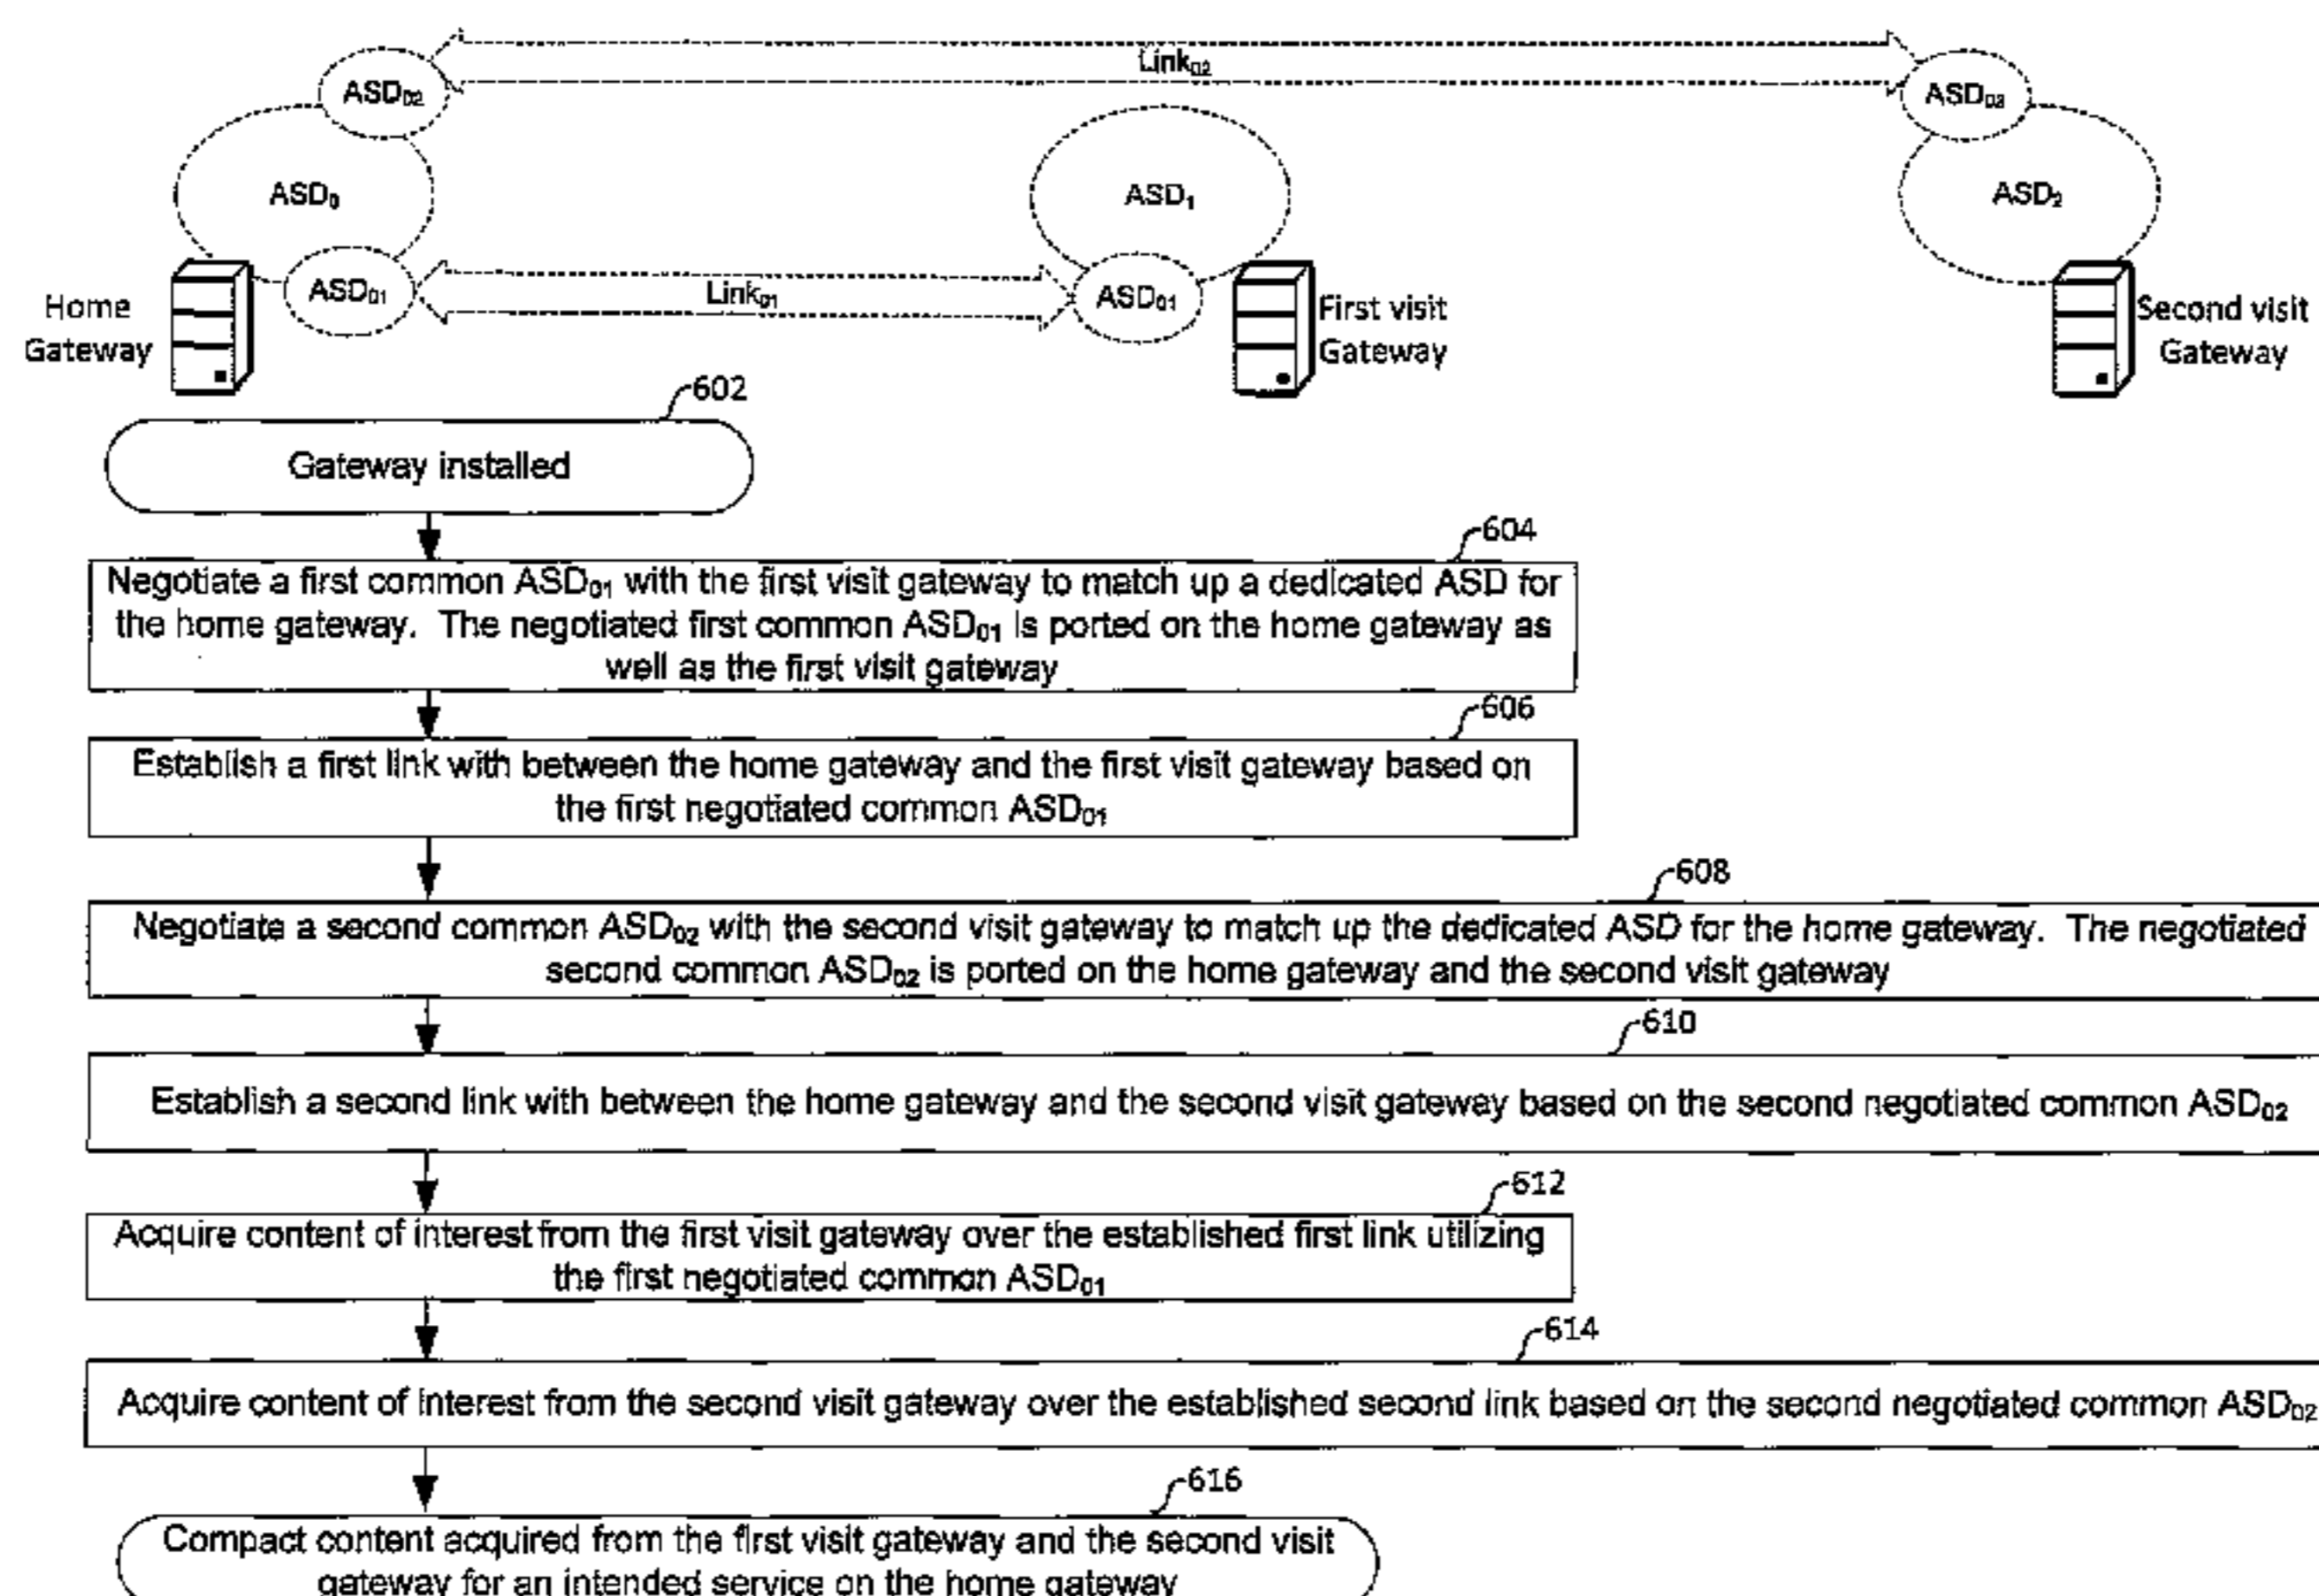 Link₀₂
ASD₀₂
ASD₀₂
ASD₀
ASD₁
ASD₂
Home
Gateway
ASD₀₁
Link₀₁
ASD₀₁
First visit
Gateway
Second visit
Gateway
602
Gateway installed
604
Negotiate a first common ASD₀₁ with the first visit gateway to match up a dedicated ASD for
the home gateway. The negotiated first common ASD₀₁ is ported on the home gateway as
well as the first visit gateway
606
Establish a first link with between the home gateway and the first visit gateway based on
the first negotiated common ASD₀₁
608
Negotiate a second common ASD₀₂ with the second visit gateway to match up the dedicated ASD for the home gateway. The negotiated
second common ASD₀₂ is ported on the home gateway and the second visit gateway
610
Establish a second link with between the home gateway and the second visit gateway based on the second negotiated common ASD₀₂
612
Acquire content of interest from the first visit gateway over the established first link utilizing
the first negotiated common ASD₀₁
614
Acquire content of interest from the second visit gateway over the established second link based on the second negotiated common ASD₀₂
616
Compact content acquired from the first visit gateway and the second visit
gateway for an intended service on the home gateway